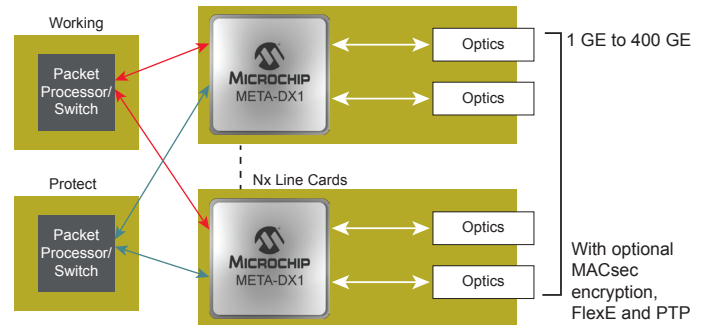 Working
Packet
Processor/
Switch
MICROCHIP
META-DX1
Optics
Optics
1 GE to 400 GE
Protect
Packet
Processor/
Switch
Nx Line Cards
MICROCHIP
META-DX1
Optics
Optics
With optional
MACsec
encryption,
FlexE and PTP